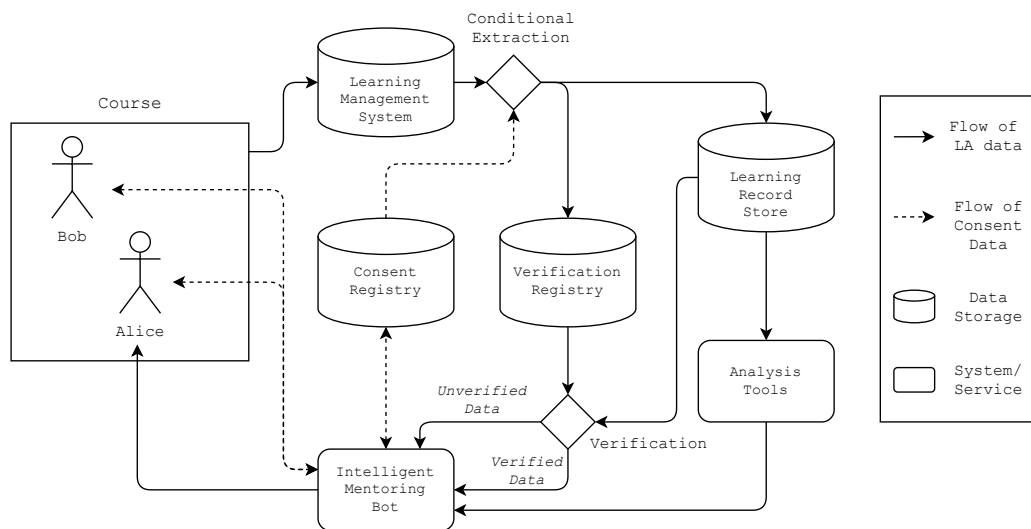 Conditional
Extraction
Learning
Management
System
Course
Bob
Alice
Consent
Registry
Verification
Registry
Learning
Record
Store
Analysis
Tools
Unverified
Data
Verification
Verified
Data
Intelligent
Mentoring
Bot
Flow of
LA data
Flow of
Consent
Data
Data
Storage
System/
Service